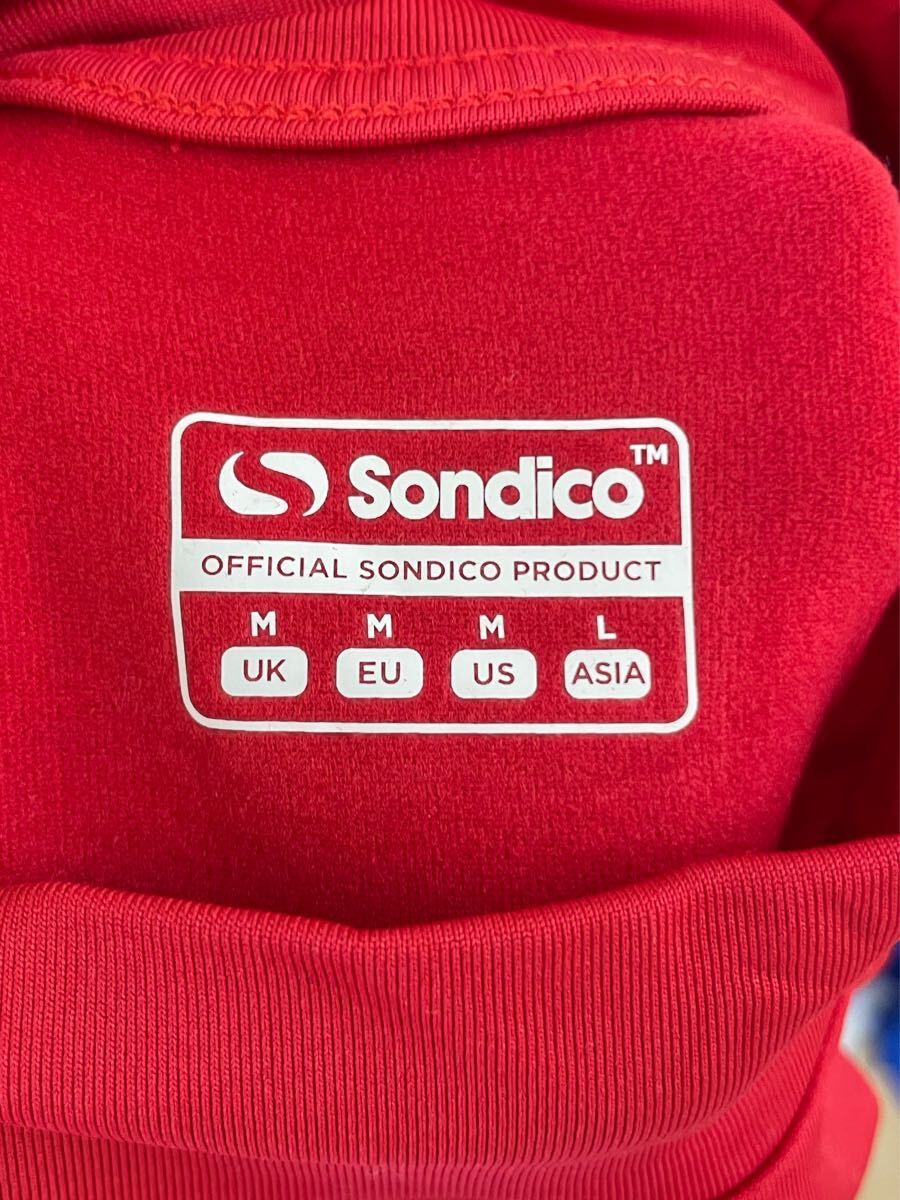 Sondico™
OFFICIAL SONDICO PRODUCT
M M M L
UK EU US ASIA